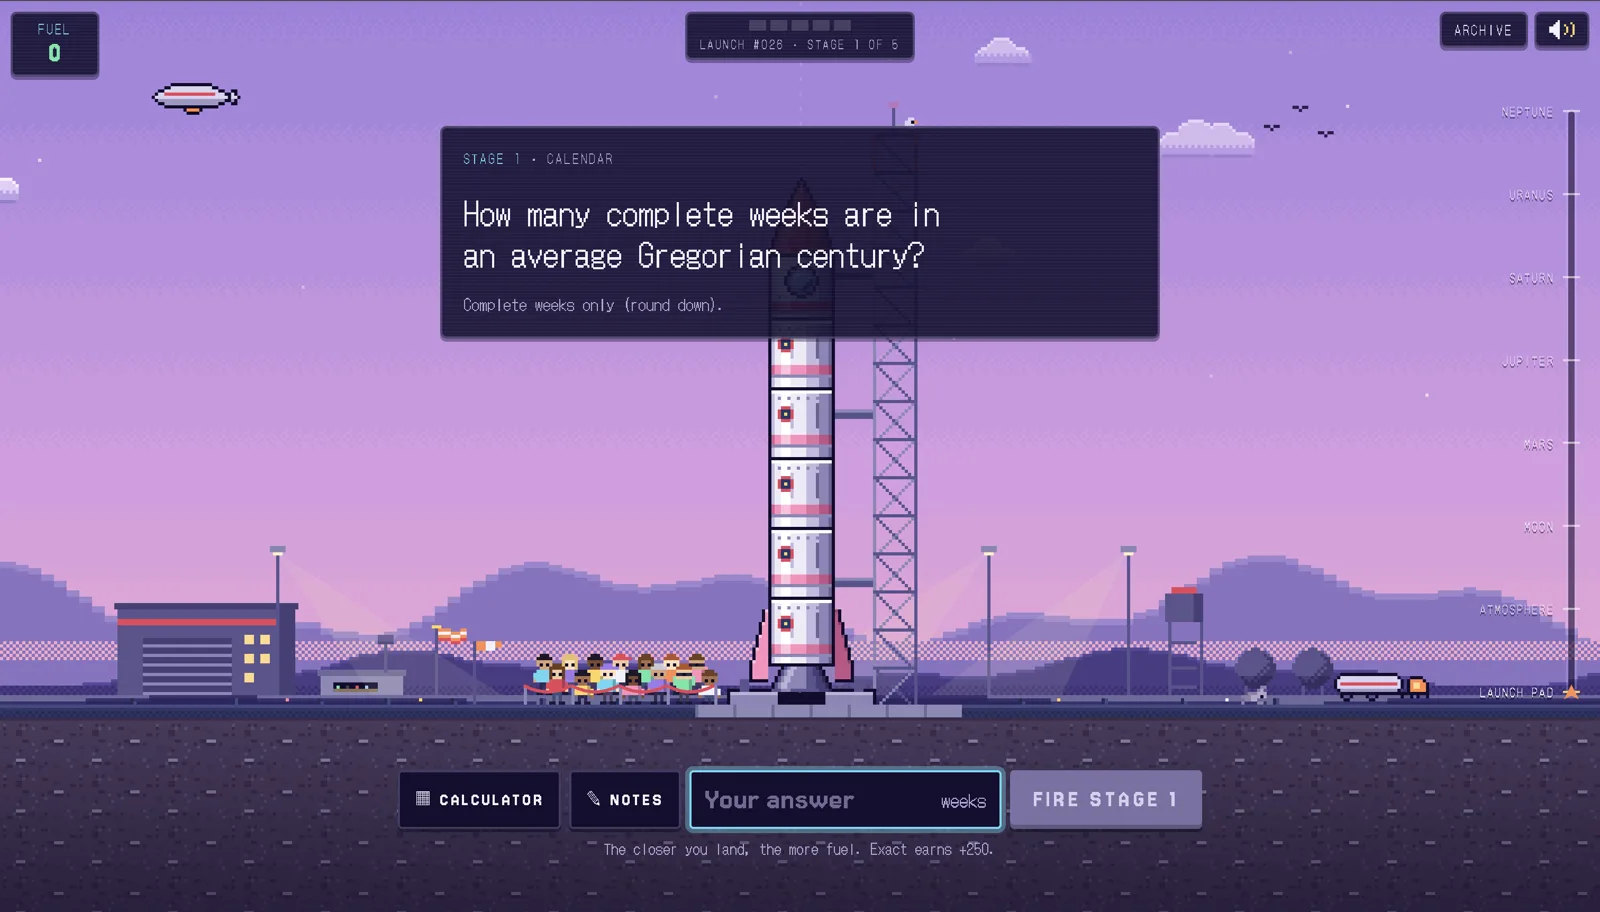 FUEL
0
LAUNCH #026 · STAGE 1 OF 5
ARCHIVE
STAGE 1 · CALENDAR
How many complete weeks are in
an average Gregorian century?
Complete weeks only (round down).
NEPTUNE
URANUS
SATURN
JUPITER
MARS
MOON
ATMOSPHERE
LAUNCH PAD
CALCULATOR
NOTES
Your answer
weeks
FIRE STAGE 1
The closer you land, the more fuel. Exact earns +250.